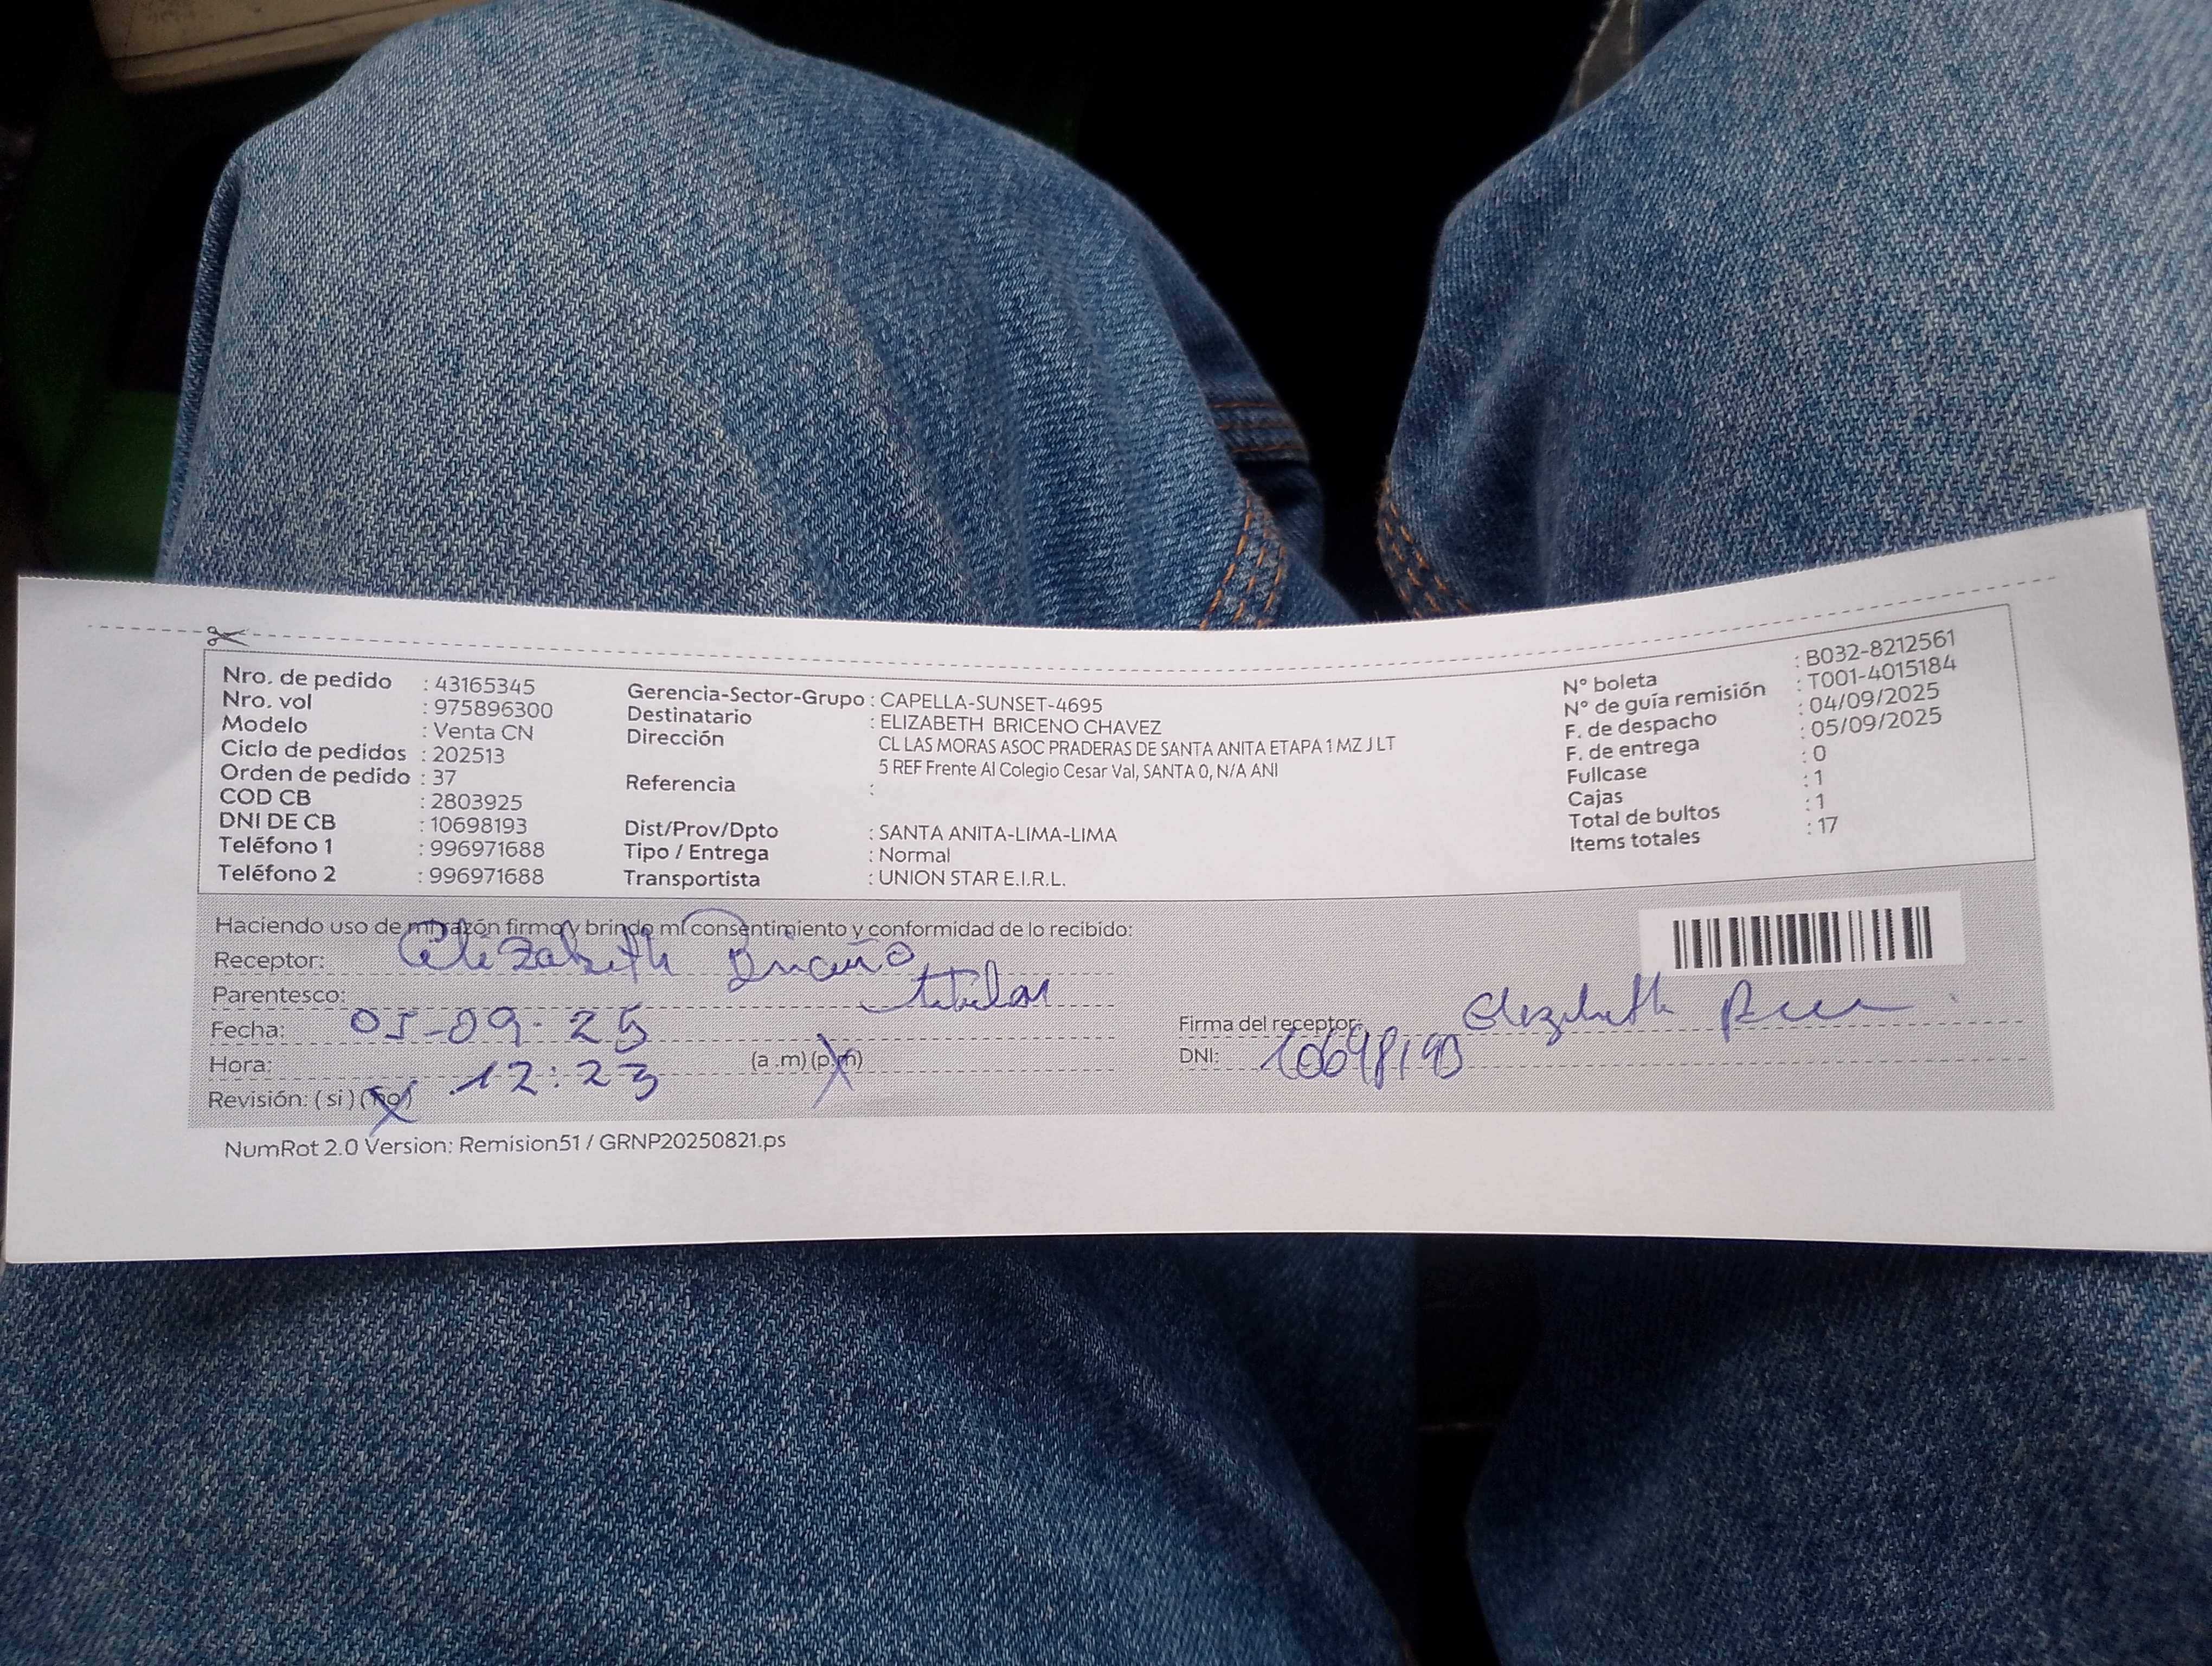 Nro. de pedido : 43165345
Nro. vol : 975896300
Modelo : Venta CN
Ciclo de pedidos : 202513
Orden de pedido : 37
COD CB : 2803925
DNI DE CB : 10698193
Teléfono 1 : 996971688
Teléfono 2 : 996971688
Gerencia-Sector-Grupo : CAPELLA-SUNSET-4695
Destinatario : ELIZABETH BRICENO CHAVEZ
Dirección CL LAS MORAS ASOC PRADERAS DE SANTA ANITA ETAPA 1 MZ J LT
5 REF Frente Al Colegio Cesar Val, SANTA 0, N/A ANI
Referencia :
Dist/Prov/Dpto : SANTA ANITA-LIMA-LIMA
Tipo / Entrega : Normal
Transportista : UNION STAR E.I.R.L.
N° boleta : B032-8212561
N° de guía remisión : T001-4015184
F. de despacho : 04/09/2025
F. de entrega : 05/09/2025
Fullcase : 0
Cajas : 1
Total de bultos : 1
Items totales : 17
Haciendo uso de mi razón firmo y brindo mi consentimiento y conformidad de lo recibido:
Receptor: Elizabeth Briceño
Parentesco: titular
Fecha: 05-09-25
Hora: 12:23 (a .m) (p.m)
Revisión: ( si ) (no)
Firma del receptor: Elizabeth
DNI: 10698193
NumRot 2.0 Version: Remision51 / GRNP20250821.ps